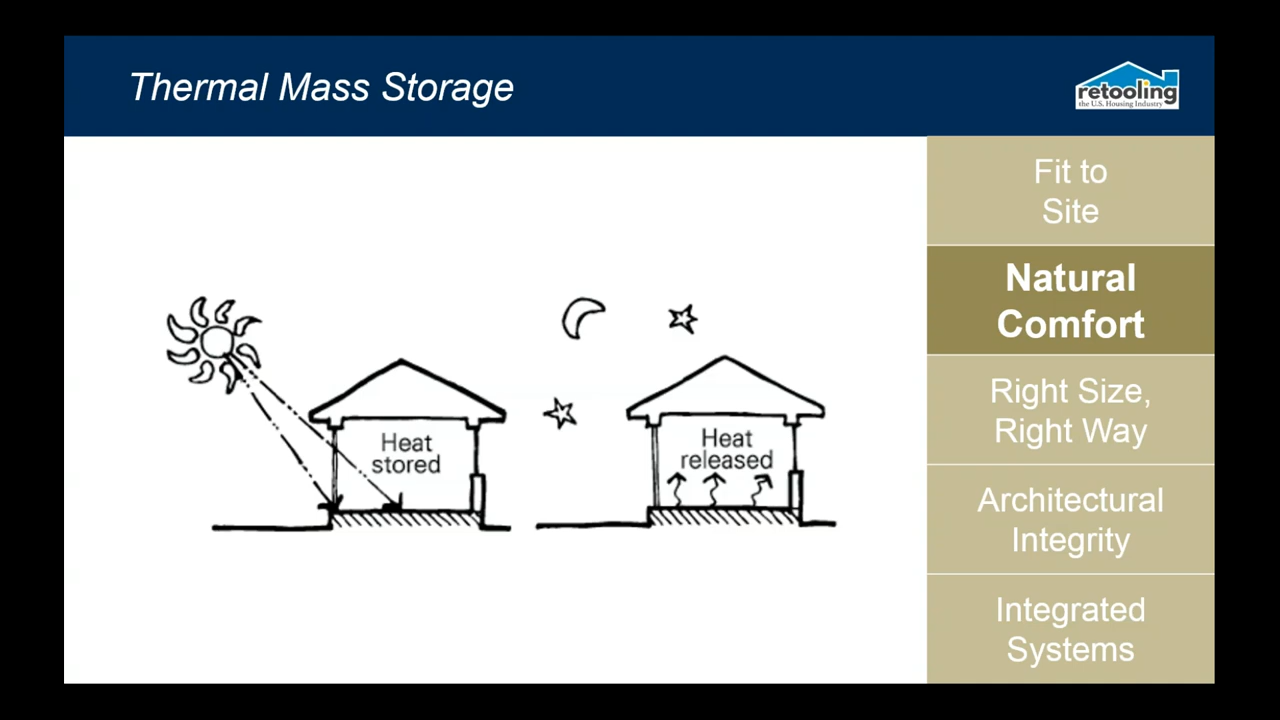 Thermal Mass Storage
retooling
the U.S. Housing Industry
Fit to
Site
Natural
Comfort
Right Size,
Right Way
Architectural
Integrity
Integrated
Systems
Heat
stored
Heat
released